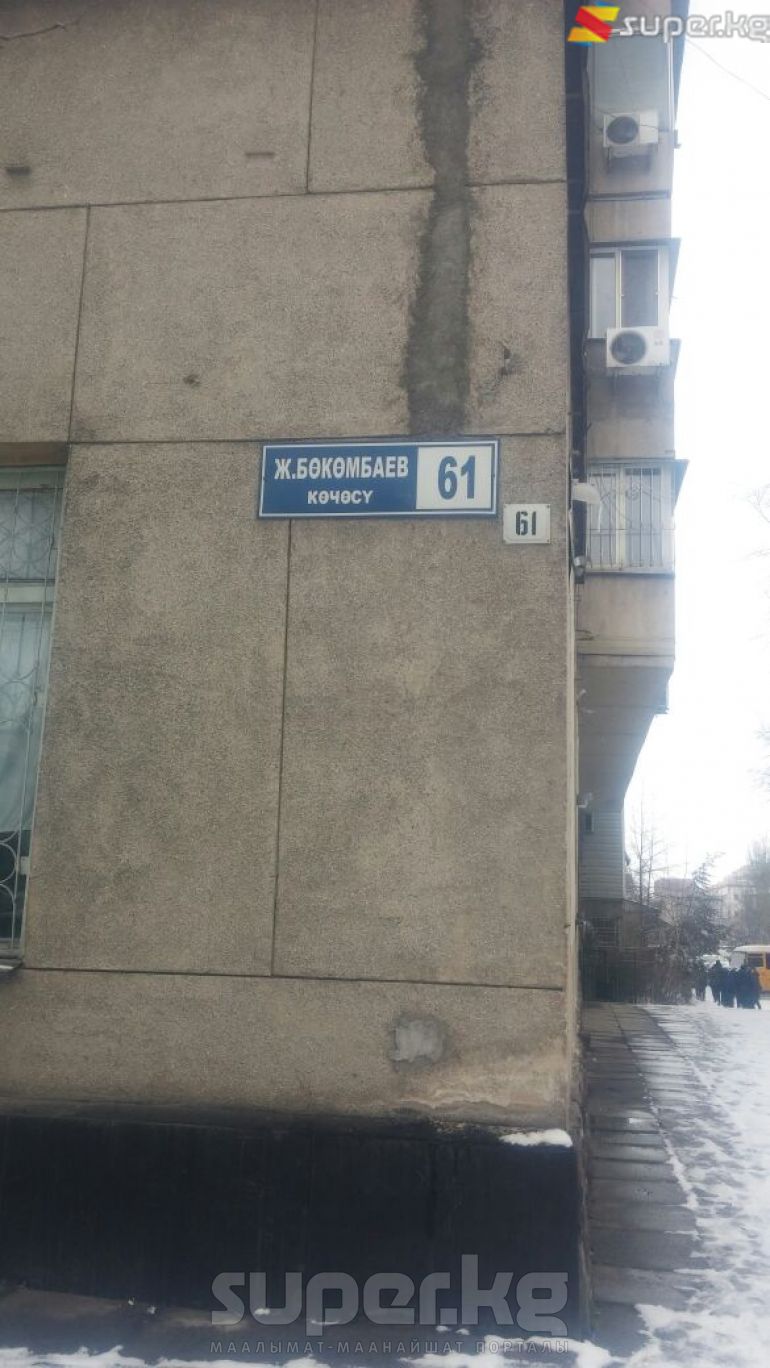 super.kg
Ж.БӨКӨМБАЕВ 61
КӨЧӨСҮ
61
super.kg
МААЛЫМАТ-МААНАЙШАТ ПОРТАЛЫ